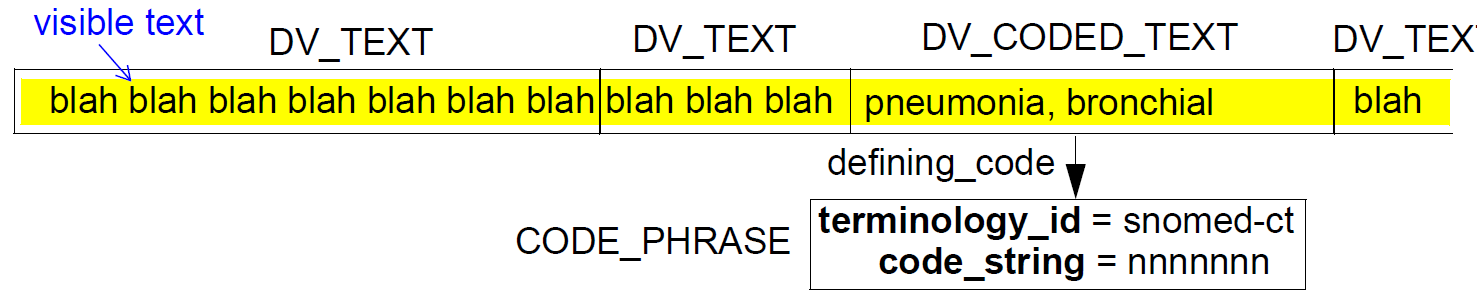 visible text
DV_TEXT DV_TEXT DV_CODED_TEXT DV_TEX
blah blah blah blah blah blah blah blah blah blah pneumonia, bronchial blah
defining_code
terminology_id = snomed-ct
CODE_PHRASE
code_string = nnnnnnn